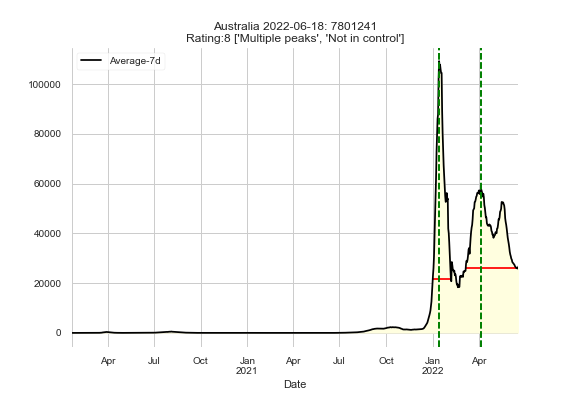 Australia 2022-06-18: 7801241
Rating:8 ['Multiple peaks', 'Not in control']
Average-7d
100000
80000
60000
40000
20000
0
Apr
Jul
Oct
Jan
2021
Apr
Jul
Oct
Jan
2022
Apr
Date